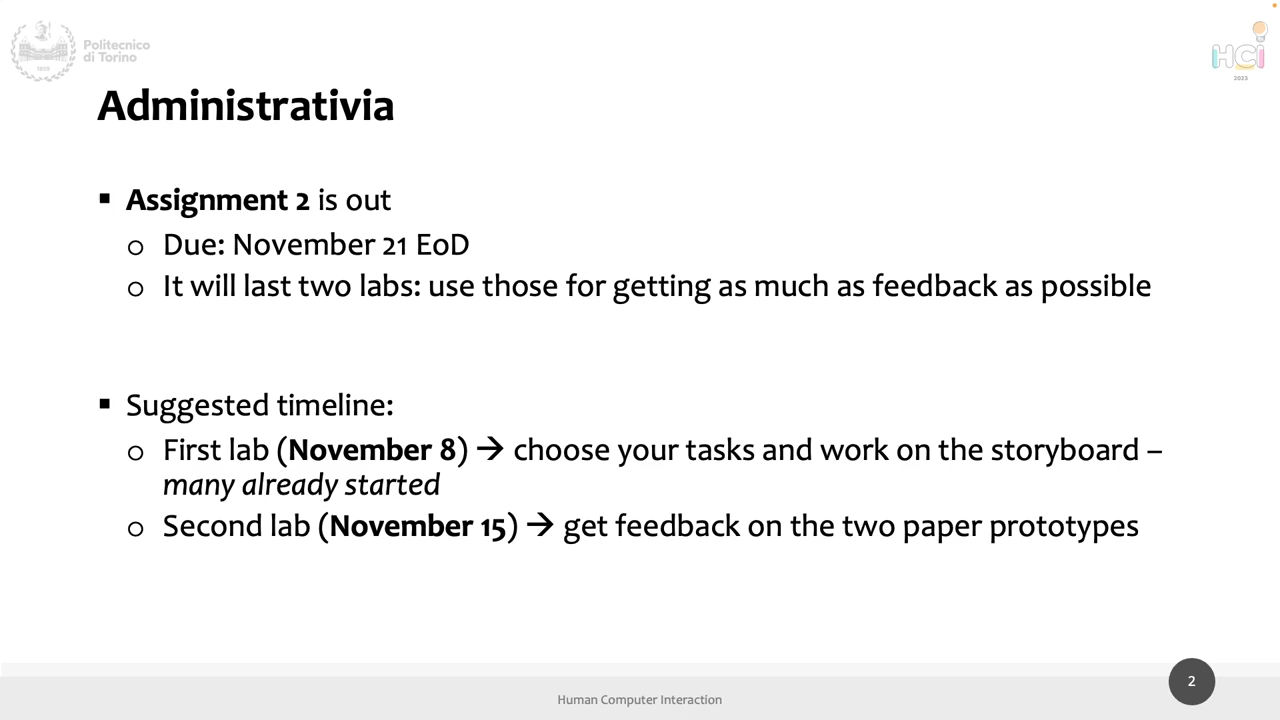 Politecnico
di Torino
1859
HCI
2023
Administrativia
▪ Assignment 2 is out
o Due: November 21 EoD
o It will last two labs: use those for getting as much as feedback as possible
▪ Suggested timeline:
o First lab (November 8) → choose your tasks and work on the storyboard –
many already started
o Second lab (November 15) → get feedback on the two paper prototypes
Human Computer Interaction
2